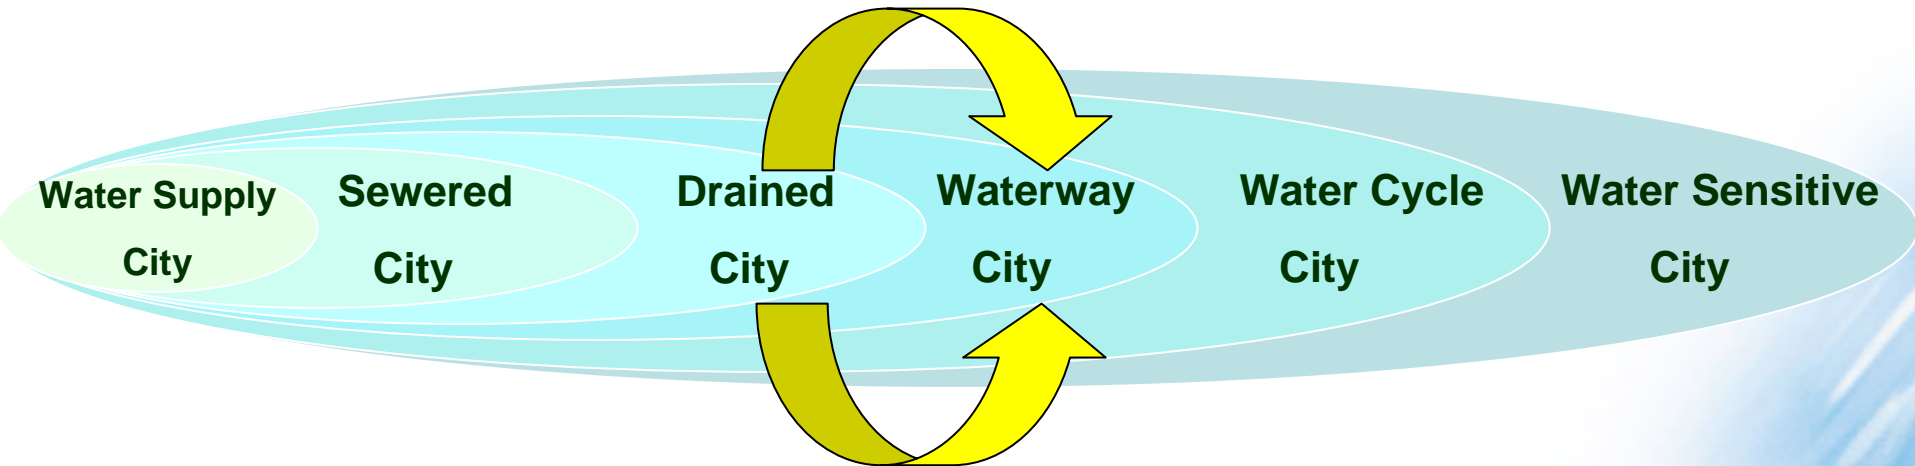 Water Supply
City
Sewered
City
Drained
City
Waterway
City
Water Cycle
City
Water Sensitive
City